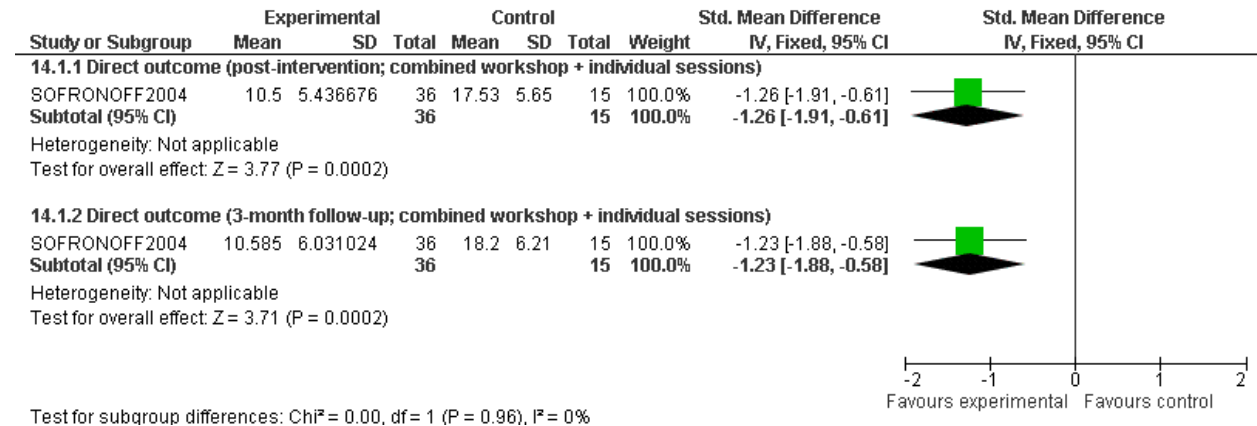 Experimental Control Std. Mean Difference Std. Mean Difference
Study or Subgroup Mean SD Total Mean SD Total Weight IV, Fixed, 95% CI IV, Fixed, 95% CI
14.1.1 Direct outcome (post-intervention; combined workshop + individual sessions)
SOFRONOFF2004 10.5 5.436676 36 17.53 5.65 15 100.0% -1.26 [-1.91, -0.61]
Subtotal (95% CI) 36 15 100.0% -1.26 [-1.91, -0.61]
Heterogeneity: Not applicable
Test for overall effect: Z = 3.77 (P = 0.0002)
14.1.2 Direct outcome (3-month follow-up; combined workshop + individual sessions)
SOFRONOFF2004 10.585 6.031024 36 18.2 6.21 15 100.0% -1.23 [-1.88, -0.58]
Subtotal (95% CI) 36 15 100.0% -1.23 [-1.88, -0.58]
Heterogeneity: Not applicable
Test for overall effect: Z = 3.71 (P = 0.0002)
-2 -1 0 1 2
Favours experimental Favours control
Test for subgroup differences: Chi² = 0.00, df = 1 (P = 0.96), I² = 0%